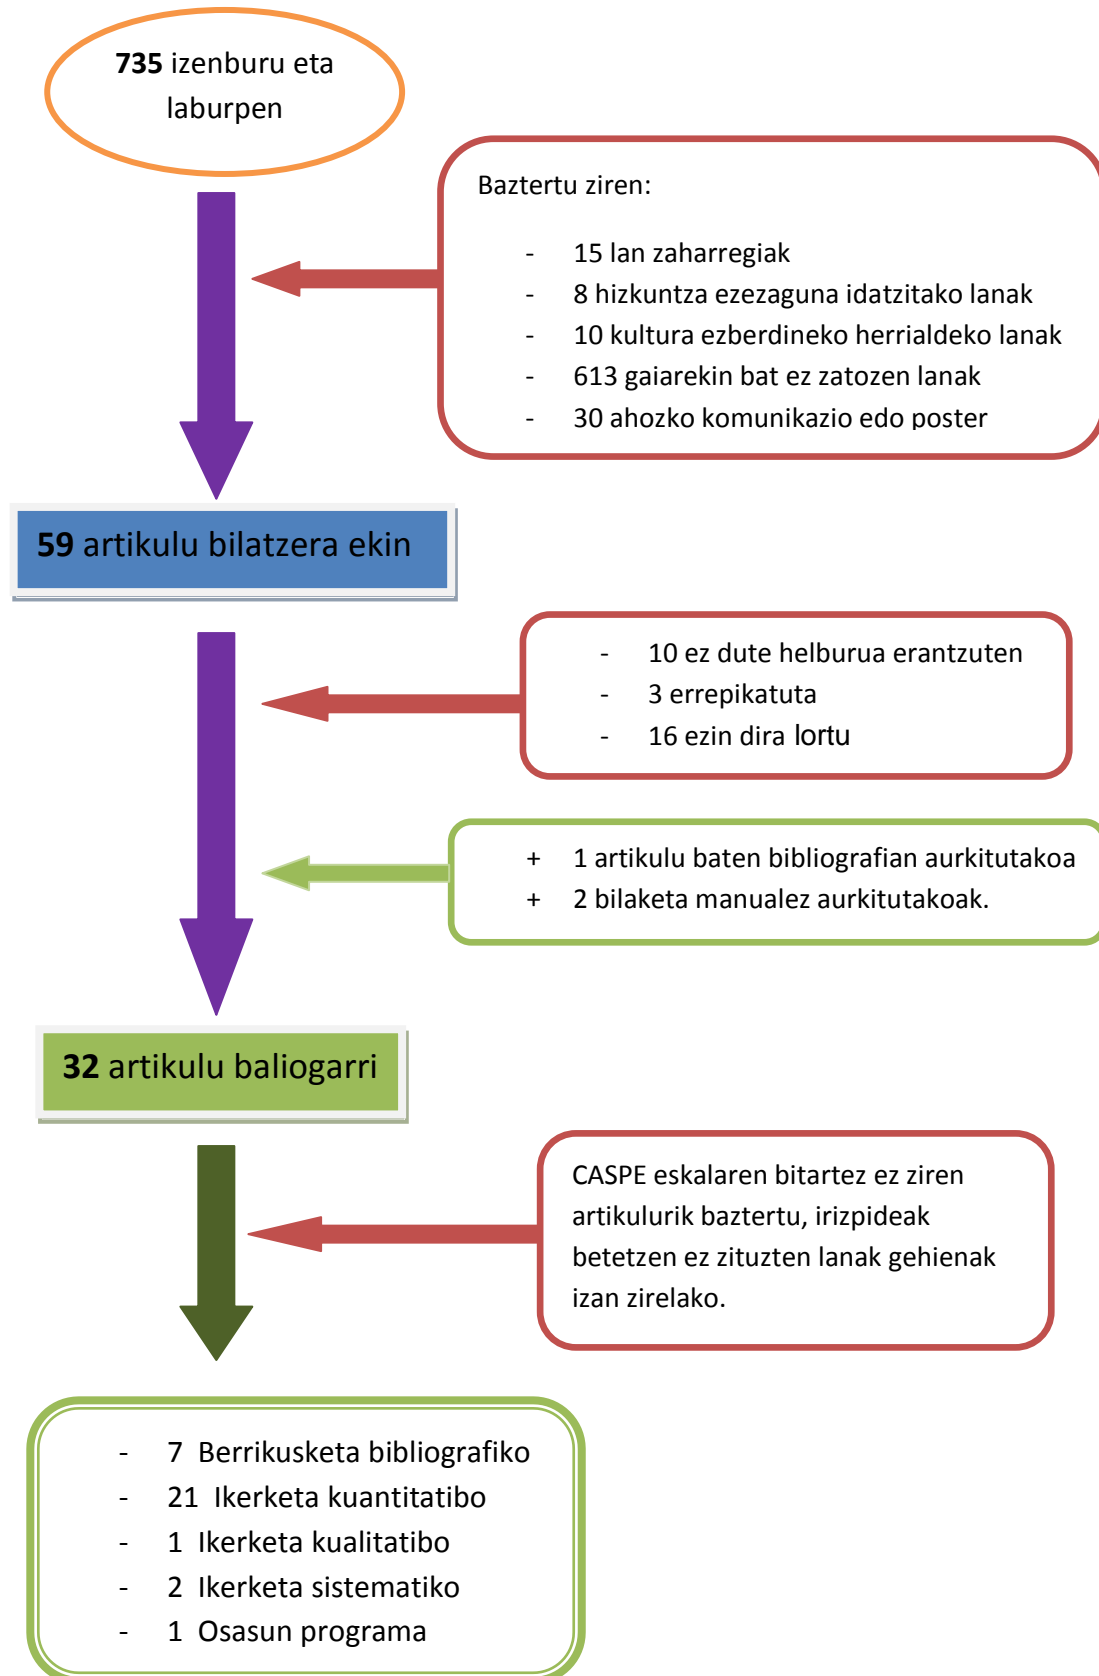 735 izenburu eta
laburpen
Baztertu ziren:
- 15 lan zaharregiak
- 8 hizkuntza ezezaguna idatzitako lanak
- 10 kultura ezberdineko herrialdeko lanak
- 613 gaiarekin bat ez zatozen lanak
- 30 ahozko komunikazio edo poster
59 artikulu bilatzera ekin
- 10 ez dute helburua erantzuten
- 3 errepikatuta
- 16 ezin dira lortu
+ 1 artikulu baten bibliografian aurkitutakoa
+ 2 bilaketa manualez aurkitutakoak.
32 artikulu baliogarri
CASPE eskalaren bitartez ez ziren
artikulurik baztertu, irizpideak
betetzen ez zituzten lanak gehienak
izan zirelako.
- 7 Berrikusketa bibliografiko
- 21 Ikerketa kuantitatibo
- 1 Ikerketa kualitatibo
- 2 Ikerketa sistematiko
- 1 Osasun programa